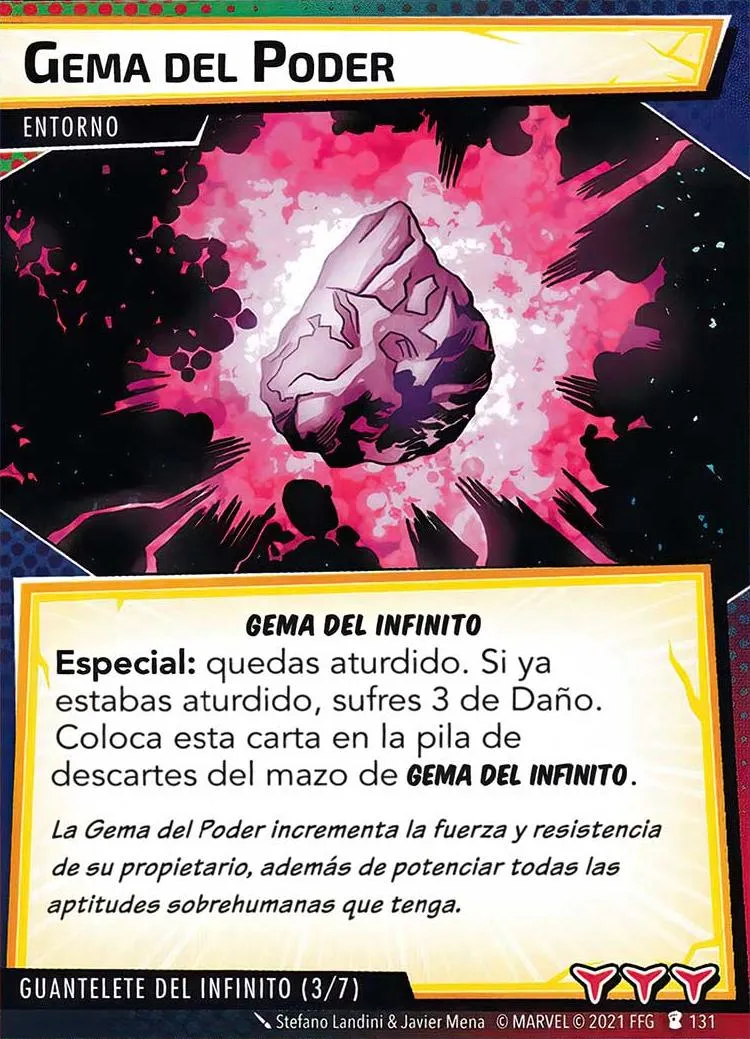 GEMA DEL PODER
ENTORNO
GEMA DEL INFINITO
Especial: quedas aturdido. Si ya
estabas aturdido, sufres 3 de Daño.
Coloca esta carta en la pila de
descartes del mazo de GEMA DEL INFINITO.
La Gema del Poder incrementa la fuerza y resistencia
de su propietario, además de potenciar todas las
aptitudes sobrehumanas que tenga.
GUANTELETE DEL INFINITO (3/7)
Stefano Landini & Javier Mena © MARVEL © 2021 FFG 131